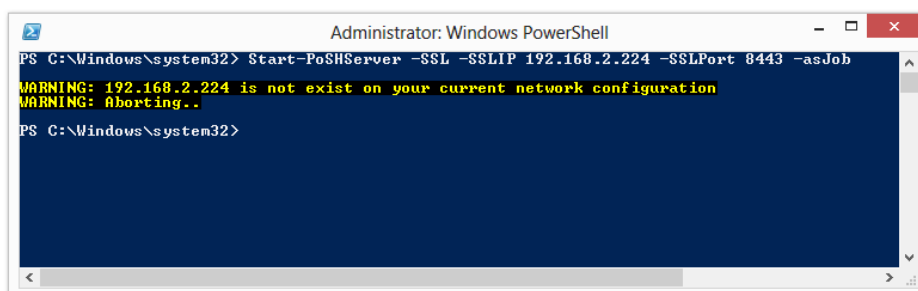 Administrator: Windows PowerShell
PS C:\Windows\system32> Start-PoSHServer -SSL -SSLIP 192.168.2.224 -SSLPort 8443 -asJob
WARNING: 192.168.2.224 is not exist on your current network configuration
WARNING: Aborting..
PS C:\Windows\system32>